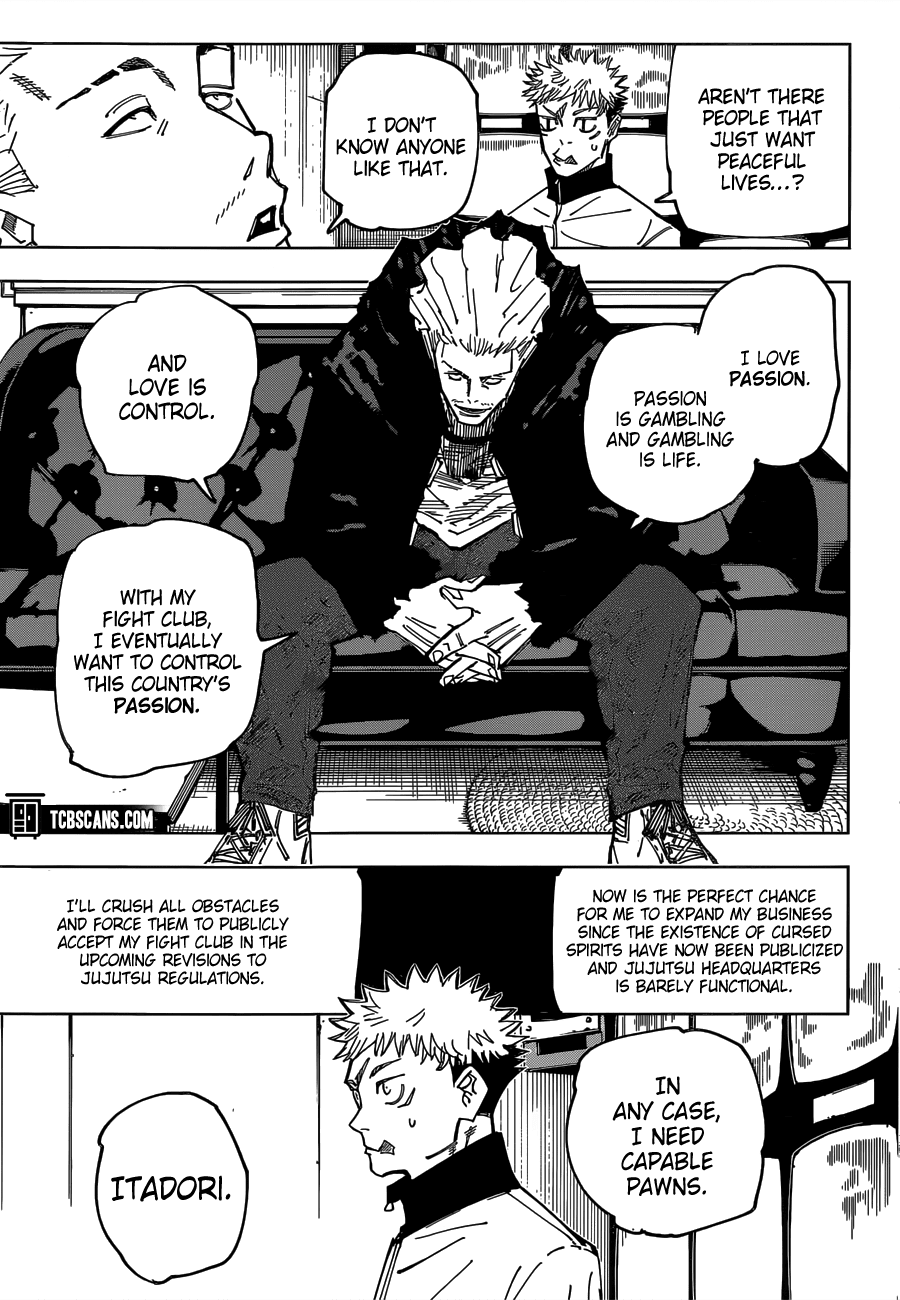 AREN'T THERE
PEOPLE THAT
JUST WANT
PEACEFUL
LIVES...?
I DON'T
KNOW ANYONE
LIKE THAT.
I LOVE
PASSION.
PASSION
IS GAMBLING
AND GAMBLING
IS LIFE.
AND
LOVE IS
CONTROL.
WITH MY
FIGHT CLUB,
I EVENTUALLY
WANT TO CONTROL
THIS COUNTRY'S
PASSION.
TCBSCANS.COM
NOW IS THE PERFECT CHANCE
FOR ME TO EXPAND MY BUSINESS
SINCE THE EXISTENCE OF CURSED
SPIRITS HAVE NOW BEEN PUBLICIZED
AND JUJUTSU HEADQUARTERS
IS BARELY FUNCTIONAL.
I'LL CRUSH ALL OBSTACLES
AND FORCE THEM TO PUBLICLY
ACCEPT MY FIGHT CLUB IN THE
UPCOMING REVISIONS TO
JUJUTSU REGULATIONS.
IN
ANY CASE,
I NEED
CAPABLE
PAWNS.
ITADORI.